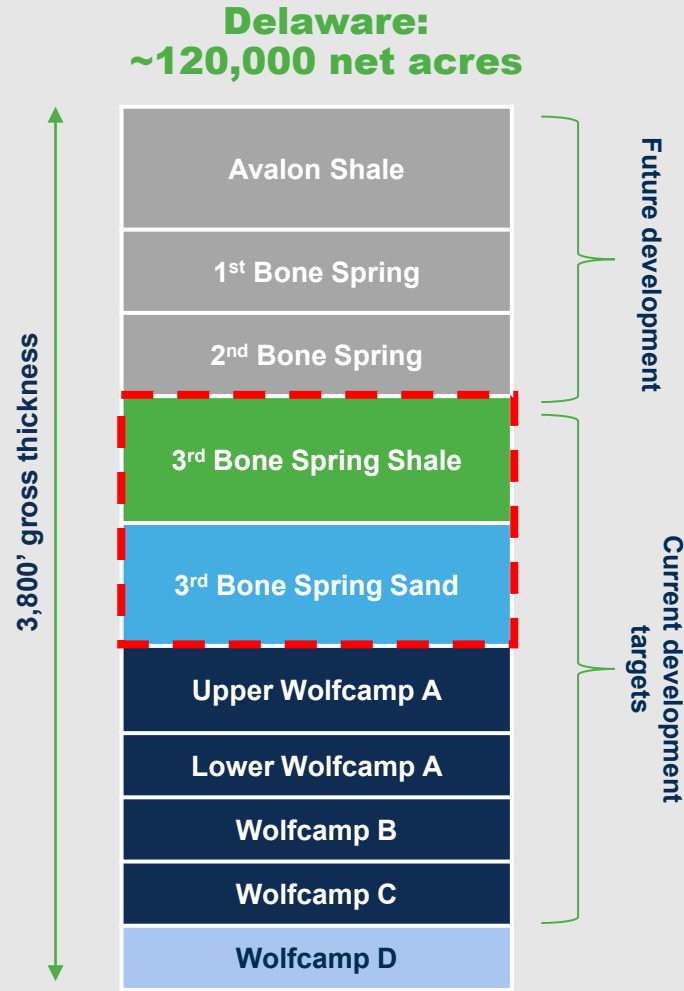 Delaware:
~120,000 net acres
3,800’ gross thickness
Avalon Shale
1st Bone Spring
2nd Bone Spring
3rd Bone Spring Shale
3rd Bone Spring Sand
Upper Wolfcamp A
Lower Wolfcamp A
Wolfcamp B
Wolfcamp C
Wolfcamp D
Future development
Current development
targets